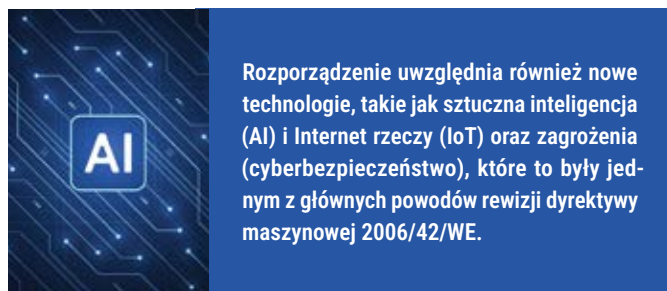 AI
Rozporządzenie uwzględnia również nowe
technologie, takie jak sztuczna inteligencja
(AI) i Internet rzeczy (IoT) oraz zagrożenia
(cyberbezpieczeństwo), które to były jed-
nym z głównych powodów rewizji dyrektywy
maszynowej 2006/42/WE.